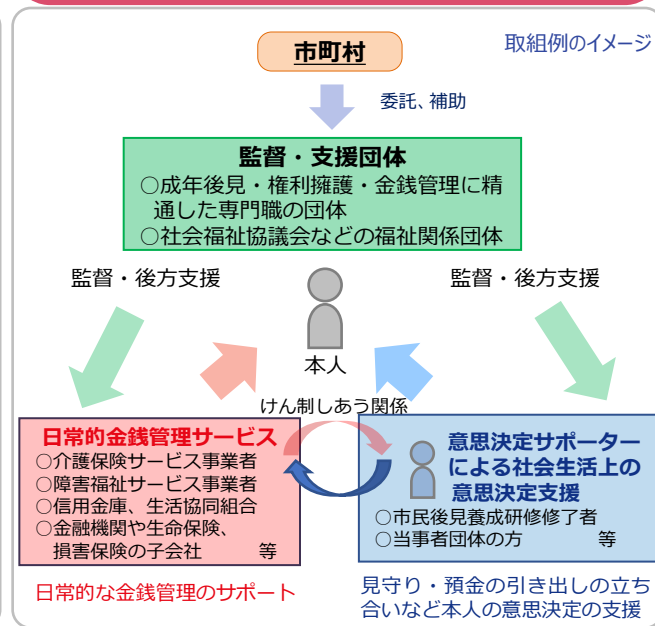 取組例のイメージ
市町村
委託、補助
監督・支援団体
○成年後見・権利擁護・金銭管理に精
通した専門職の団体
○社会福祉協議会などの福祉関係団体
監督・後方支援
監督・後方支援
本人
けん制しあう関係
日常的金銭管理サービス
○介護保険サービス事業者
○障害福祉サービス事業者
○信用金庫、生活協同組合
○金融機関や生命保険、
損害保険の子会社　等
日常的な金銭管理のサポート
意思決定サポーター
による社会生活上の
意思決定支援
○市民後見養成研修修了者
○当事者団体の方　等
見守り・預金の引き出しの立ち
合いなど本人の意思決定の支援